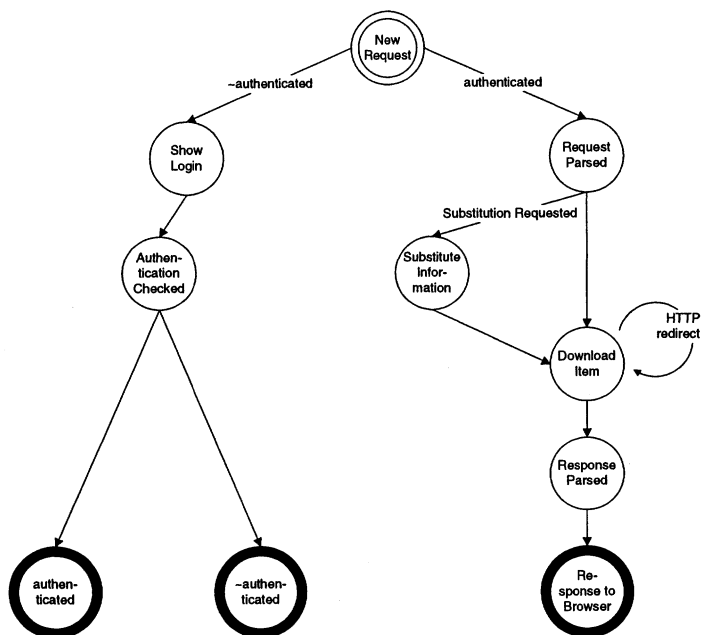 New
Request
~authenticated
authenticated
Show
Login
Request
Parsed
Substitution Requested
Authen-
tication
Checked
Substitute
Infor-
mation
HTTP
redirect
Download
Item
Response
Parsed
authen-
ticated
~authen-
ticated
Re-
sponse to
Browser